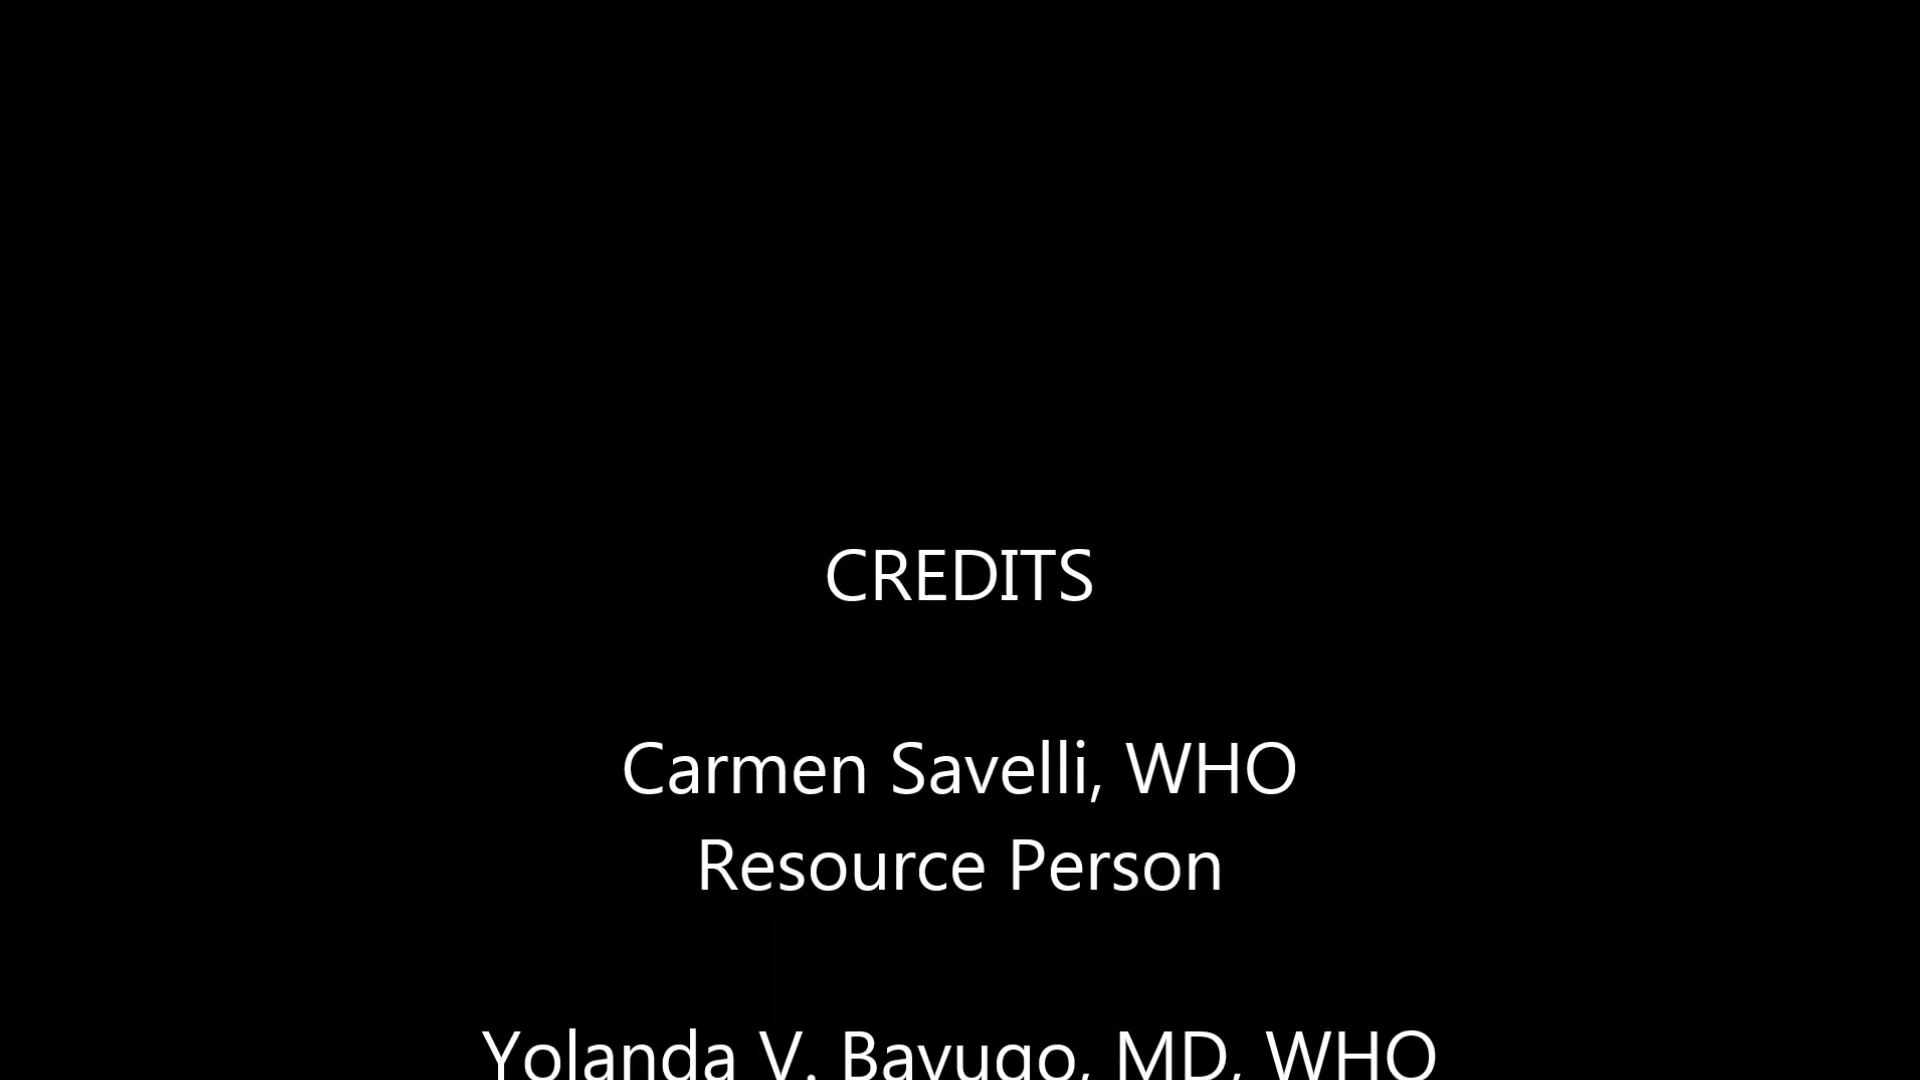 CREDITS
Carmen Savelli, WHO
Resource Person
Yolanda V. Bayugo, MD, WHO